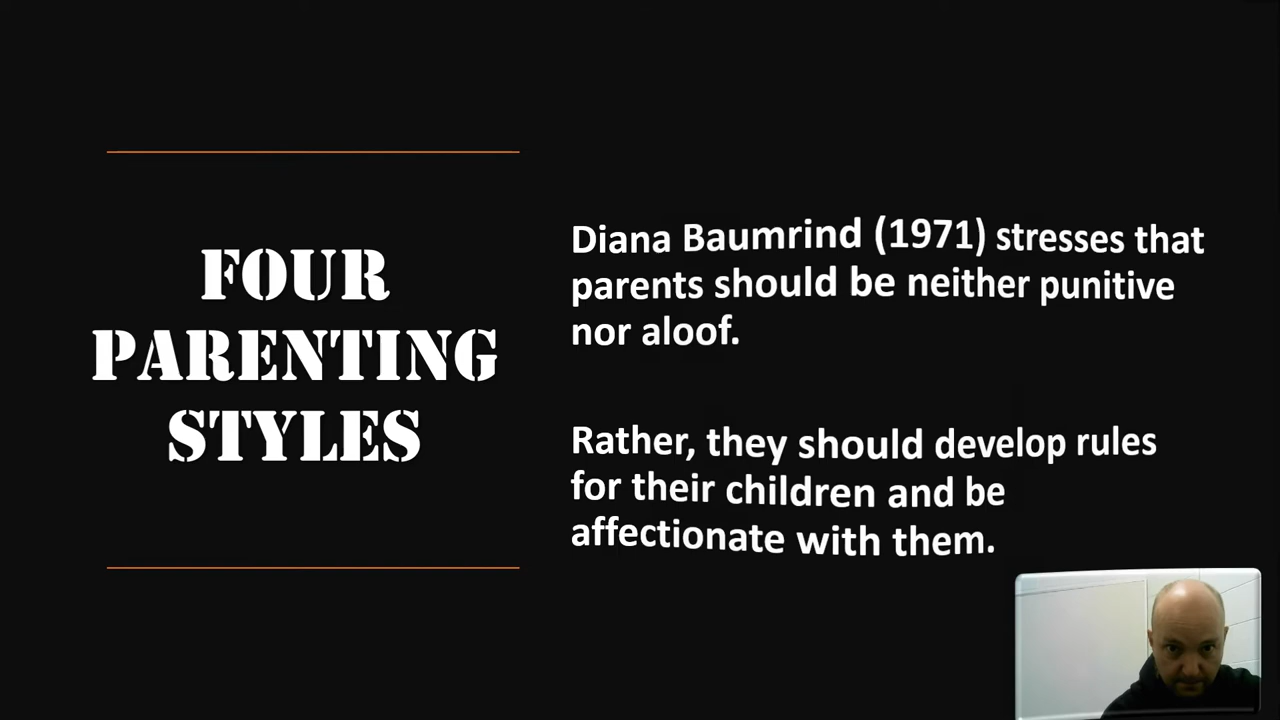 FOUR
PARENTING
STYLES
Diana Baumrind (1971) stresses that
parents should be neither punitive
nor aloof.
Rather, they should develop rules
for their children and be
affectionate with them.